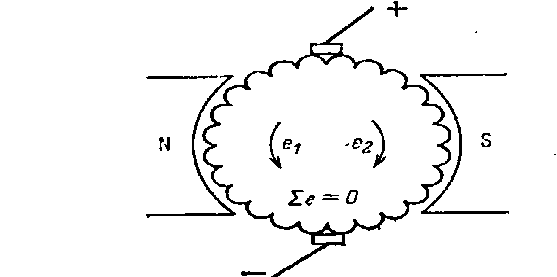 +
N e₁ e₂ S
Σe = 0
−